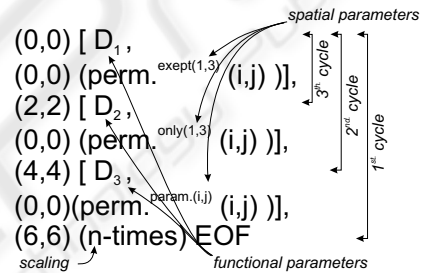 spatial parameters
(0,0) [ D1,
(0,0) (perm. exept(1,3) (i,j) )],
(2,2) [ D2,
(0,0) (perm. only(1,3) (i,j) )],
(4,4) [ D3,
(0,0)(perm. param.(i,j) (i,j) )],
(6,6) (n-times) EOF
scaling
functional parameters
3th. cycle
2nd. cycle
1st. cycle